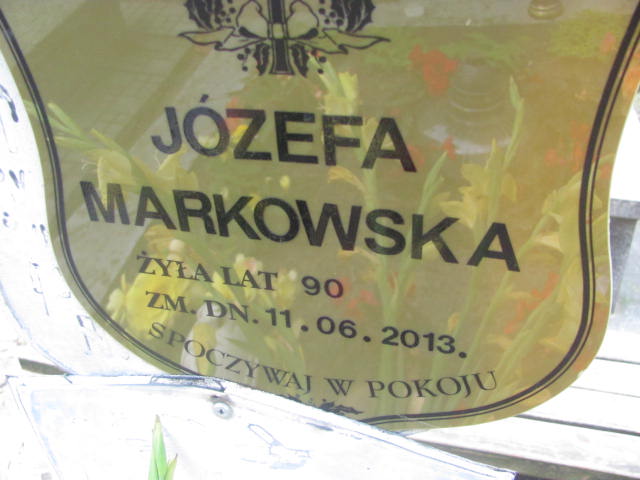 JÓZEFA
MARKOWSKA
ŻYŁA LAT 90
ZM. DN. 11.06.2013.
SPOCZYWAJ W POKOJU